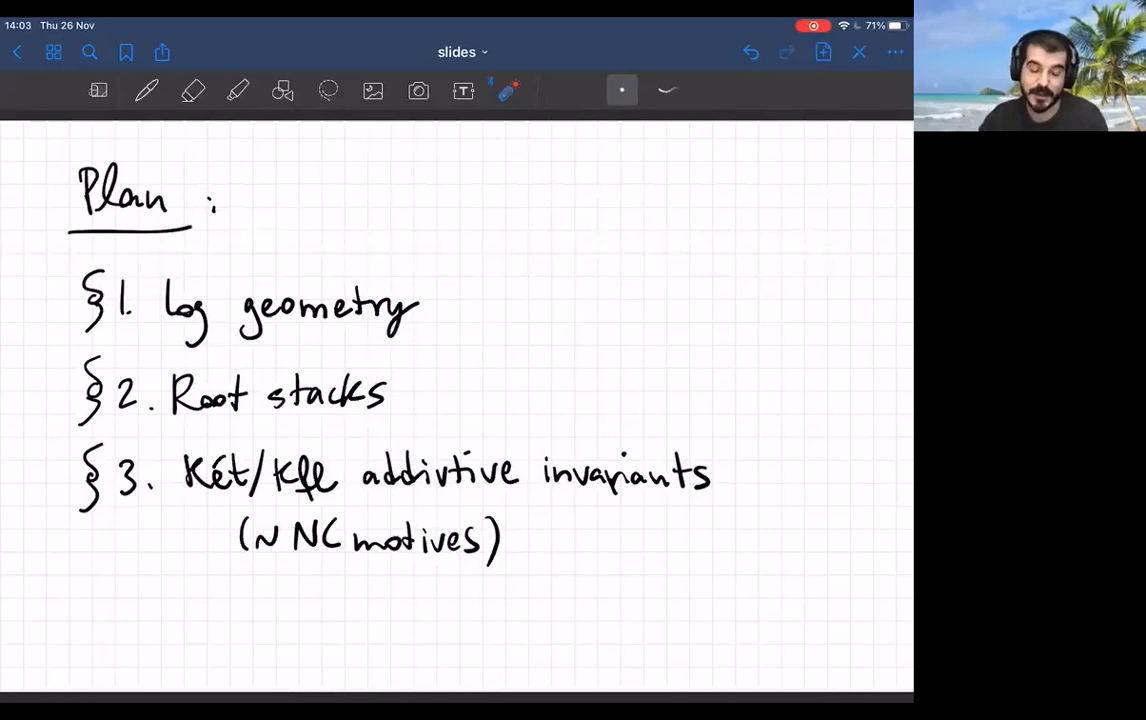 14:03 Thu 26 Nov
71%
slides
T
Plan :
§ 1. Log geometry
§ 2. Root stacks
§ 3. Két/Kfl addivtive invariants
(~ NC motives)